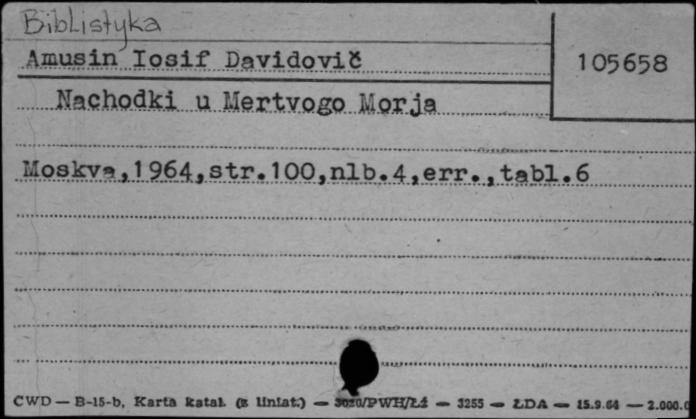 Biblistyka
Amusin Iosif Davidovič
105658
Nachodki u Mertvogo Morja
Moskva,1964,str.100,nlb.4,err.,tabl.6
CWD — B-15-b, Karta katal. (z liniat.) — 3020/PWH/Łź — 3255 — ŁDA — 15.9.64 — 2.000.0